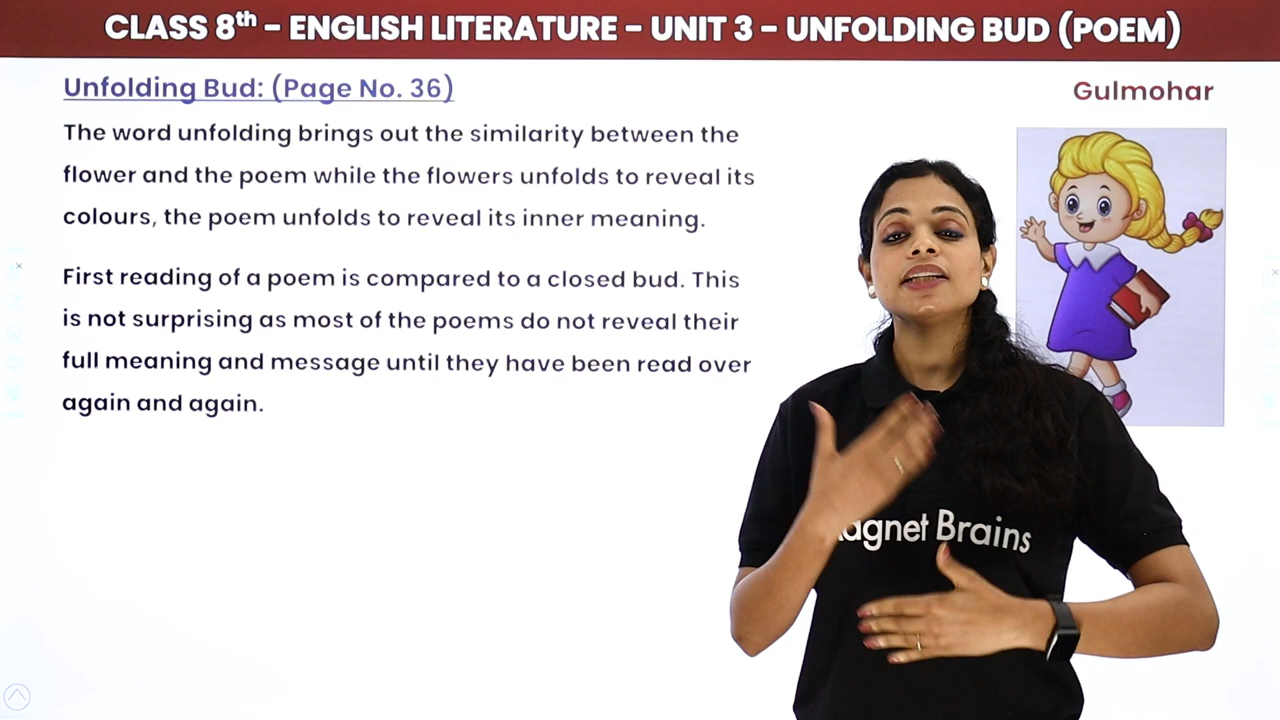 CLASS 8th - ENGLISH LITERATURE - UNIT 3 - UNFOLDING BUD (POEM)
Unfolding Bud: (Page No. 36)
Gulmohar
The word unfolding brings out the similarity between the
flower and the poem while the flowers unfolds to reveal its
colours, the poem unfolds to reveal its inner meaning.
First reading of a poem is compared to a closed bud. This
is not surprising as most of the poems do not reveal their
full meaning and message until they have been read over
again and again.
Brains